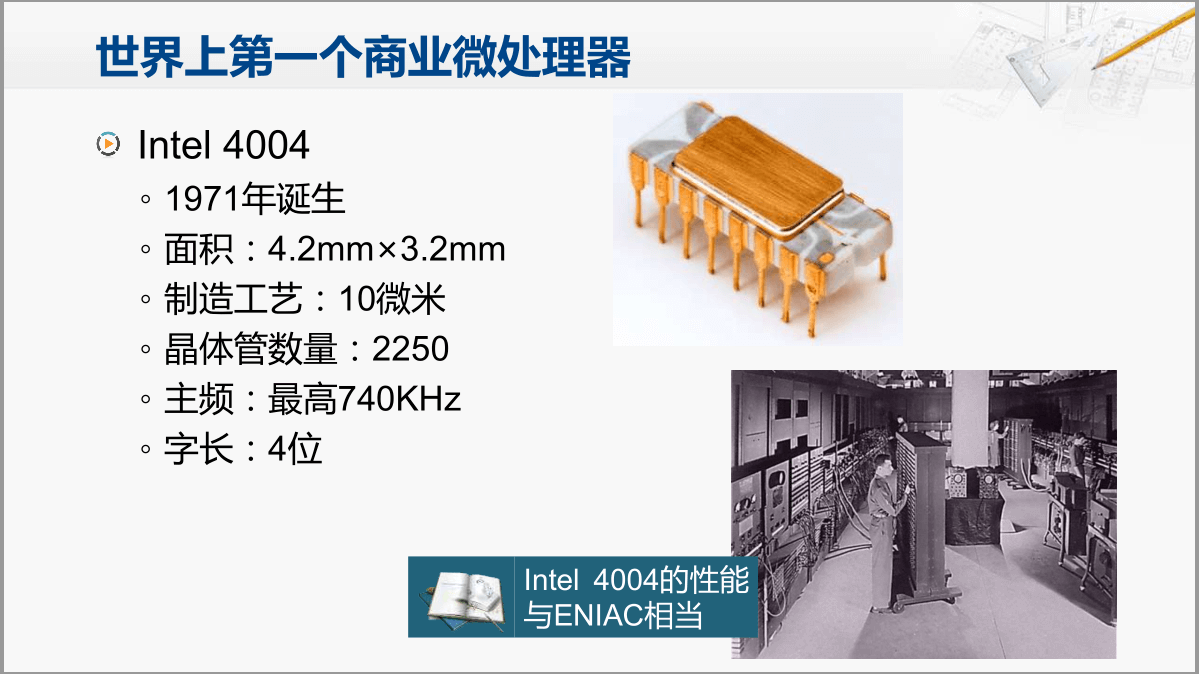 世界上第一个商业微处理器
Intel 4004
1971年诞生
面积：4.2mm×3.2mm
制造工艺：10微米
晶体管数量：2250
主频：最高740KHz
字长：4位
Intel 4004的性能
与ENIAC相当